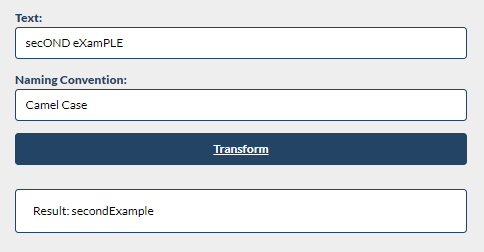 Text:
secOND eXamPLE
Naming Convention:
Camel Case
Transform
Result: secondExample